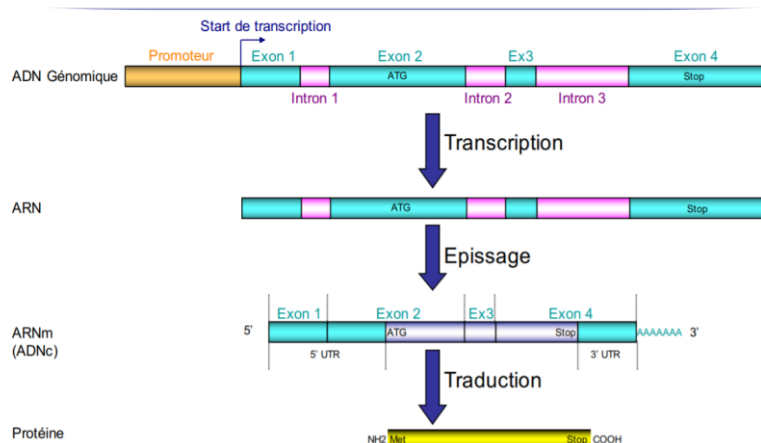 Start de transcription
Promoteur Exon 1 Exon 2 Ex3 Exon 4
ADN Génomique ATG Stop
Intron 1 Intron 2 Intron 3
Transcription
ARN ATG Stop
Epissage
Exon 1 Exon 2 Ex3 Exon 4
ARNm 5' ATG Stop AAAAAAA 3'
(ADNc)
5' UTR 3' UTR
Traduction
Protéine NH2 Met Stop COOH